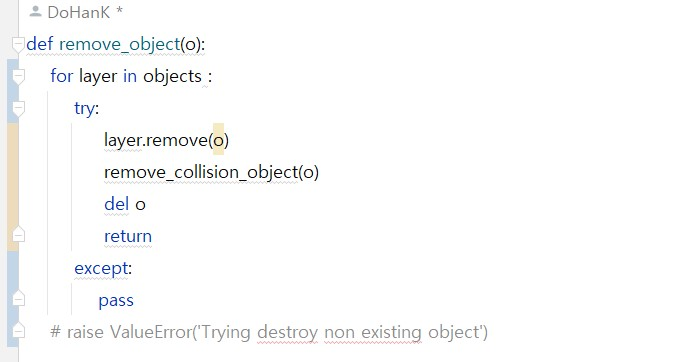 DoHanK *
def remove_object(o):
    for layer in objects :
        try:
            layer.remove(o)
            remove_collision_object(o)
            del o
            return
        except:
            pass
    # raise ValueError('Trying destroy non existing object')